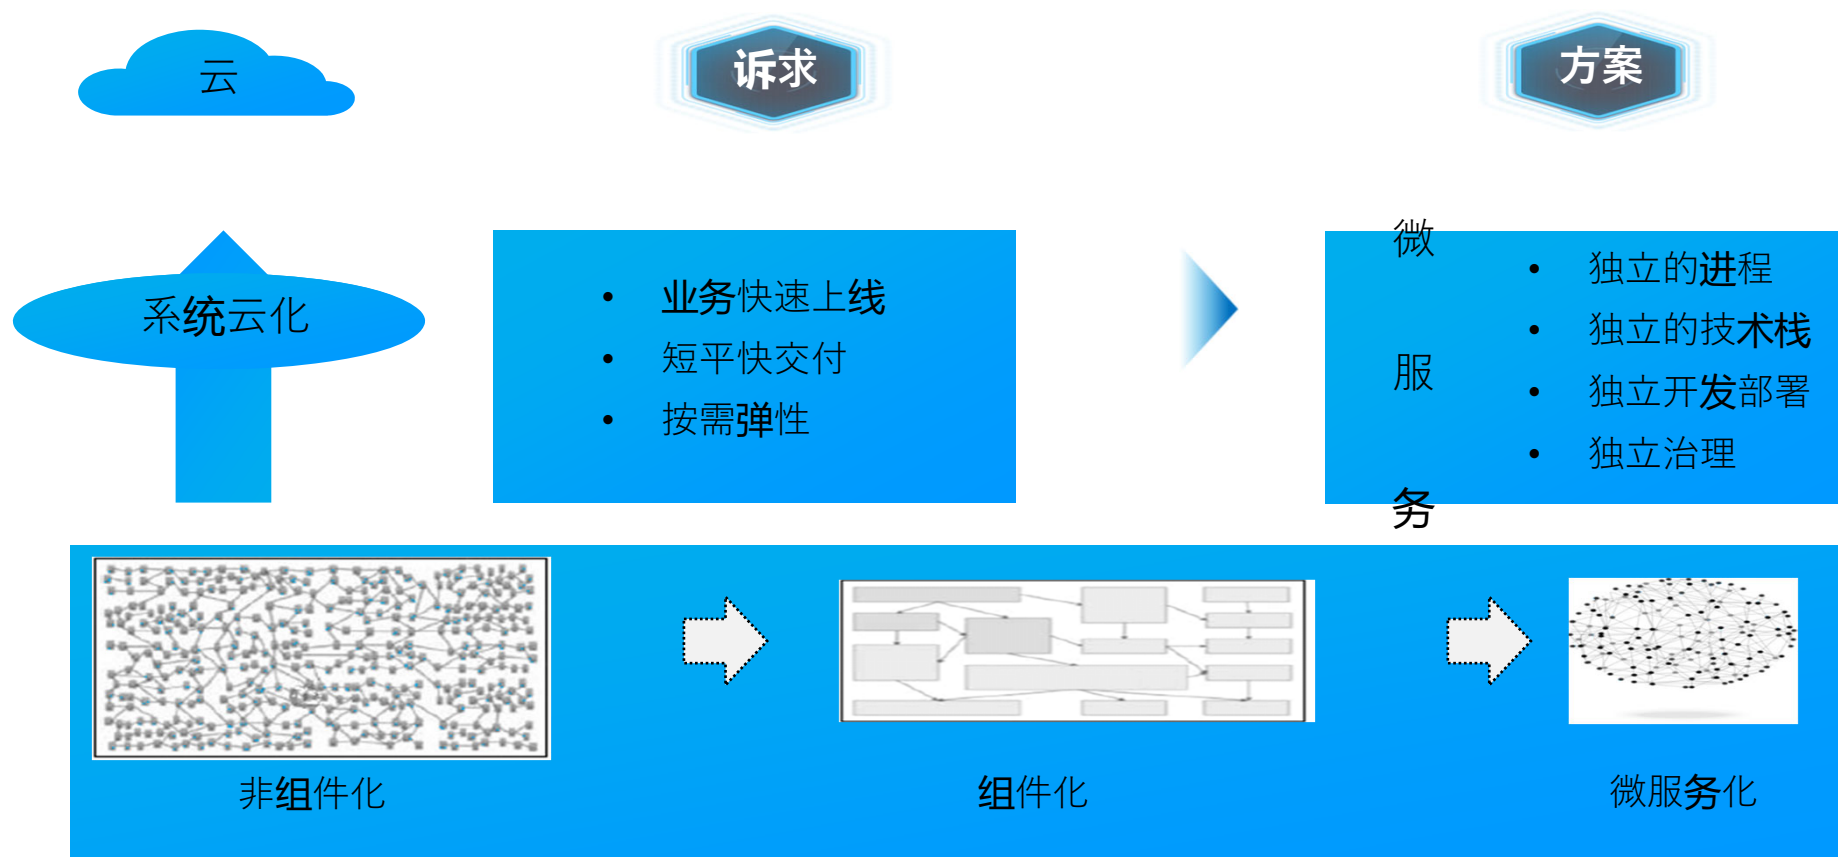 云
诉求
方案
系统云化
• 业务快速上线
• 短平快交付
• 按需弹性
微
服
务
• 独立的进程
• 独立的技术栈
• 独立开发部署
• 独立治理
非组件化
组件化
微服务化